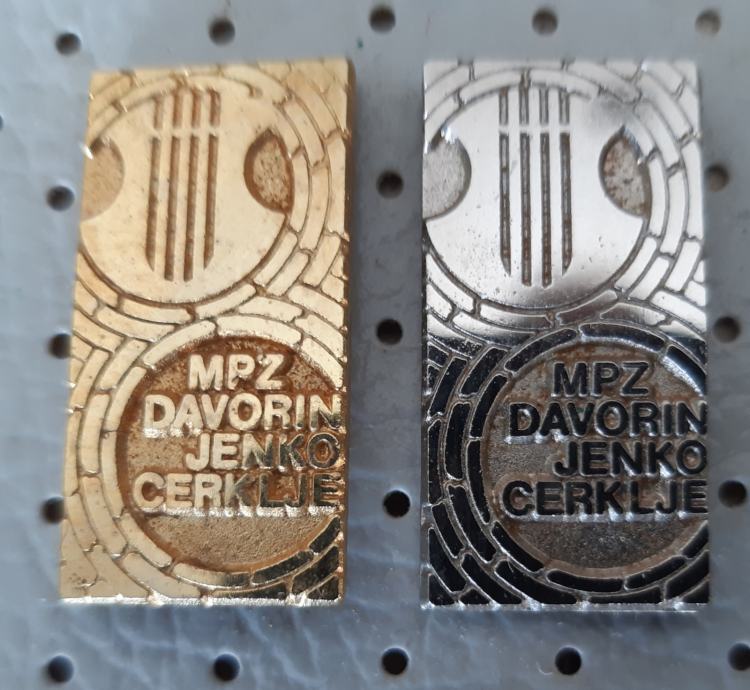 MPZ
DAVORIN
JENKO
CERKLJE
MPZ
DAVORIN
JENKO
CERKLJE